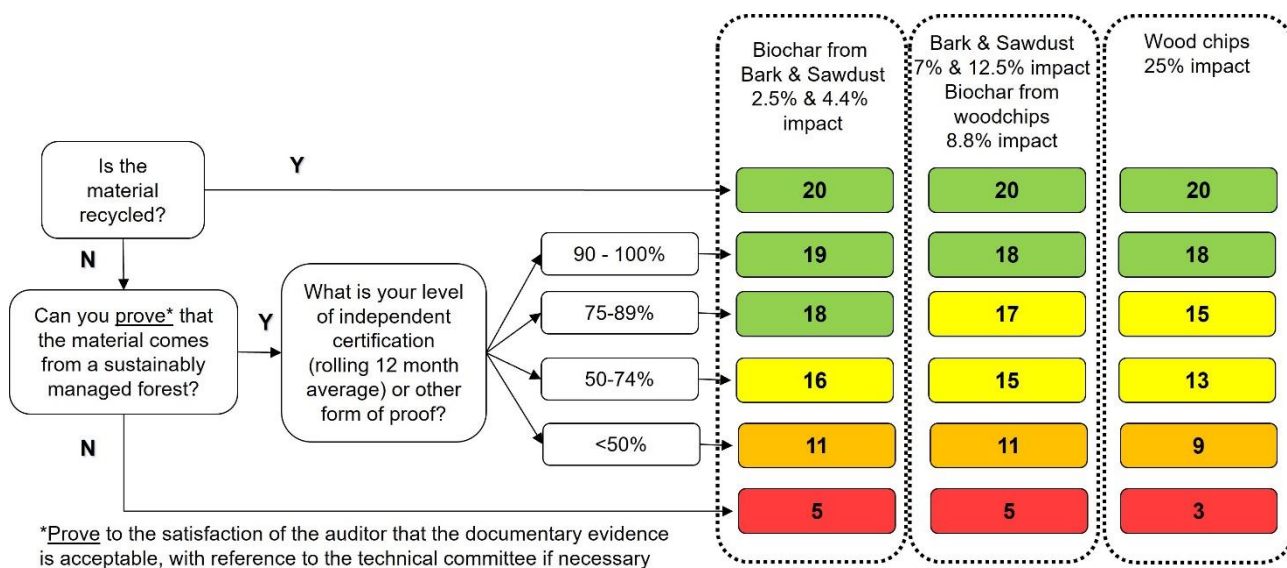 Biochar from
Bark & Sawdust
2.5% & 4.4%
impact
Bark & Sawdust
7% & 12.5% impact
Biochar from
woodchips
8.8% impact
Wood chips
25% impact
Is the
material
recycled?
Y
20
20
20
N
90 - 100%
19
18
18
Can you prove* that
the material comes
from a sustainably
managed forest?
Y
What is your level
of independent
certification
(rolling 12 month
average) or other
form of proof?
75-89%
18
17
15
50-74%
16
15
13
N
<50%
11
11
9
5
5
3
*Prove to the satisfaction of the auditor that the documentary evidence
is acceptable, with reference to the technical committee if necessary